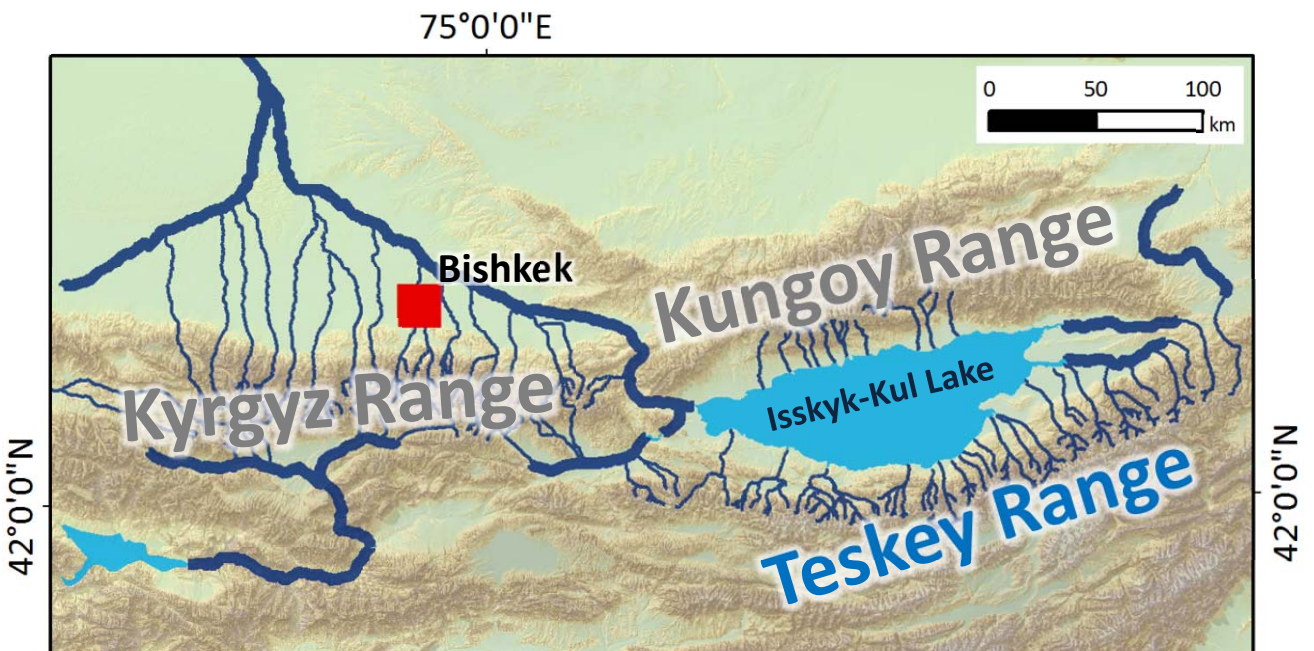 75°0'0"E
0 50 100
km
Bishkek
Kungoy Range
Kyrgyz Range
Isskyk-Kul Lake
Teskey Range
42°0'0"N
42°0'0"N